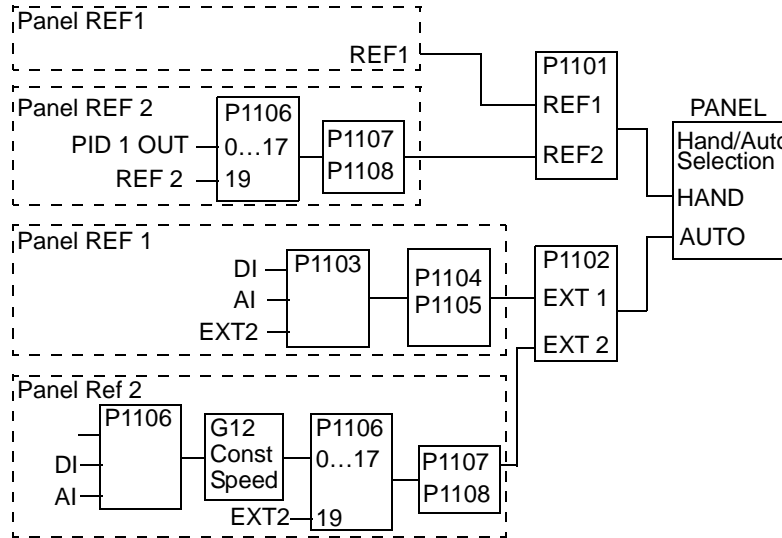 Panel REF1
REF1
P1101
REF1
REF2
PANEL
Hand/Auto
Selection
HAND
AUTO
Panel REF 2
P1106
PID 1 OUT
0...17
REF 2
19
P1107
P1108
Panel REF 1
DI
AI
EXT2
P1103
P1104
P1105
P1102
EXT 1
EXT 2
Panel Ref 2
P1106
DI
AI
G12
Const
Speed
P1106
0...17
EXT2
19
P1107
P1108